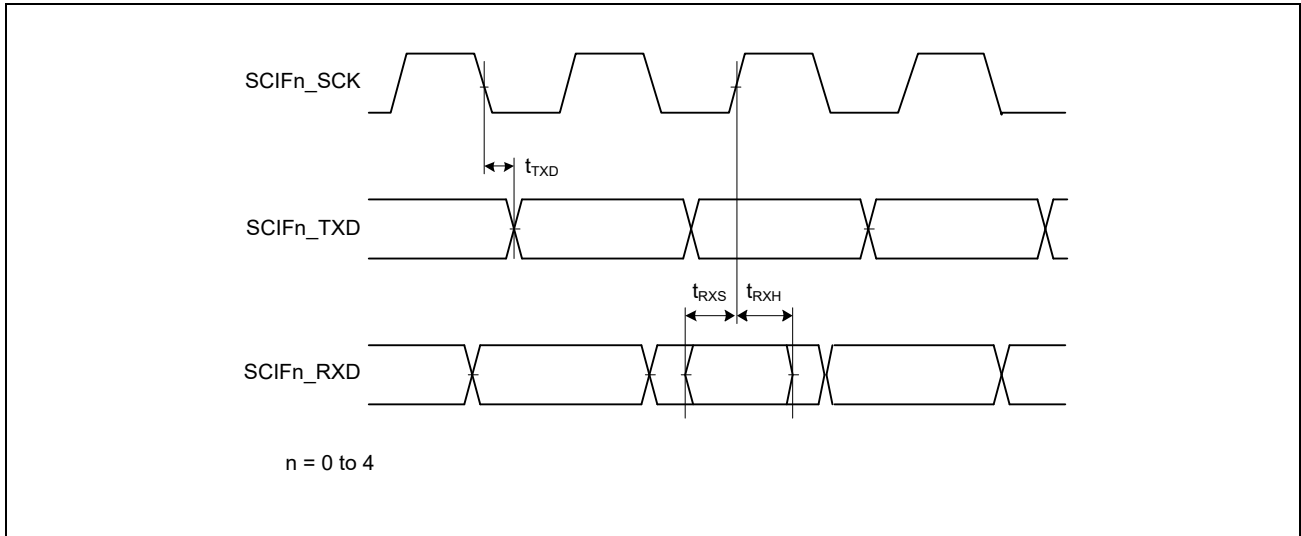 SCIFn_SCK
tTXD
SCIFn_TXD
tRXS tRXH
SCIFn_RXD
n = 0 to 4